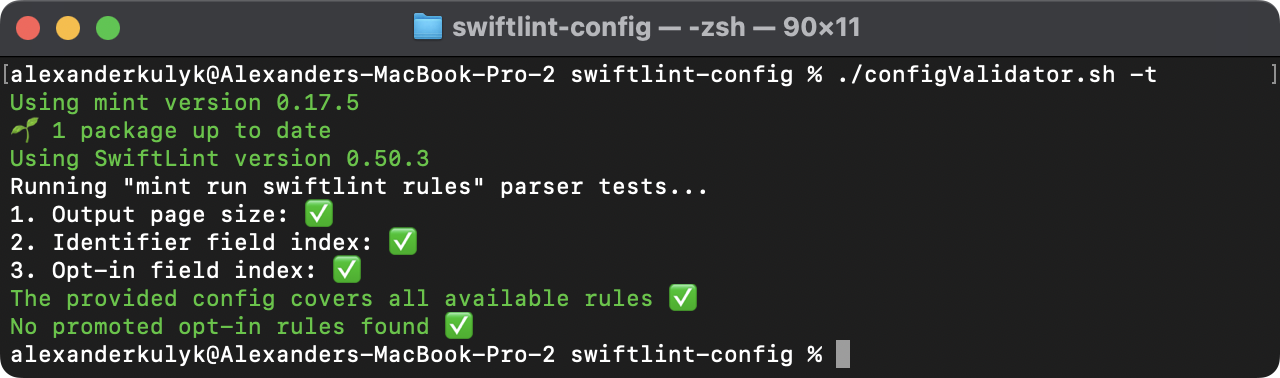 swiftlint-config — -zsh — 90×11
[alexanderkulyk@Alexanders-MacBook-Pro-2 swiftlint-config % ./configValidator.sh -t ]
Using mint version 0.17.5
🌱 1 package up to date
Using SwiftLint version 0.50.3
Running "mint run swiftlint rules" parser tests...
1. Output page size: ✅
2. Identifier field index: ✅
3. Opt-in field index: ✅
The provided config covers all available rules ✅
No promoted opt-in rules found ✅
alexanderkulyk@Alexanders-MacBook-Pro-2 swiftlint-config %